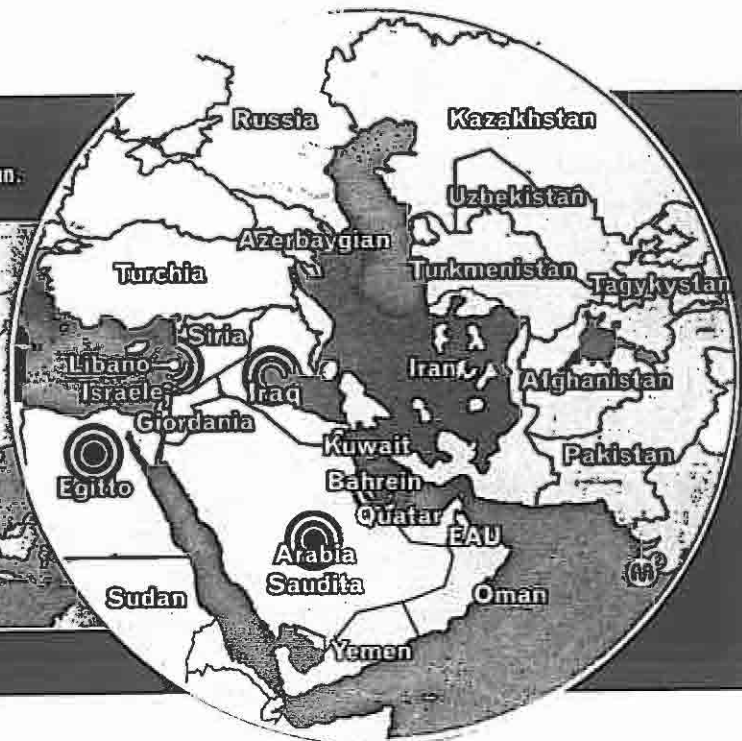 Russia
Kazakhstan
n.
Uzbekistan
Azerbaygian
Turchia
Turkmenistan
Tagykystan
Siria
Libano
Iran
Israele
Iraq
Afghanistan
Giordania
Kuwait
Pakistan
Bahrein
Egitto
Quatar
EAU
Arabia
Saudita
Sudan
Oman
Yemen